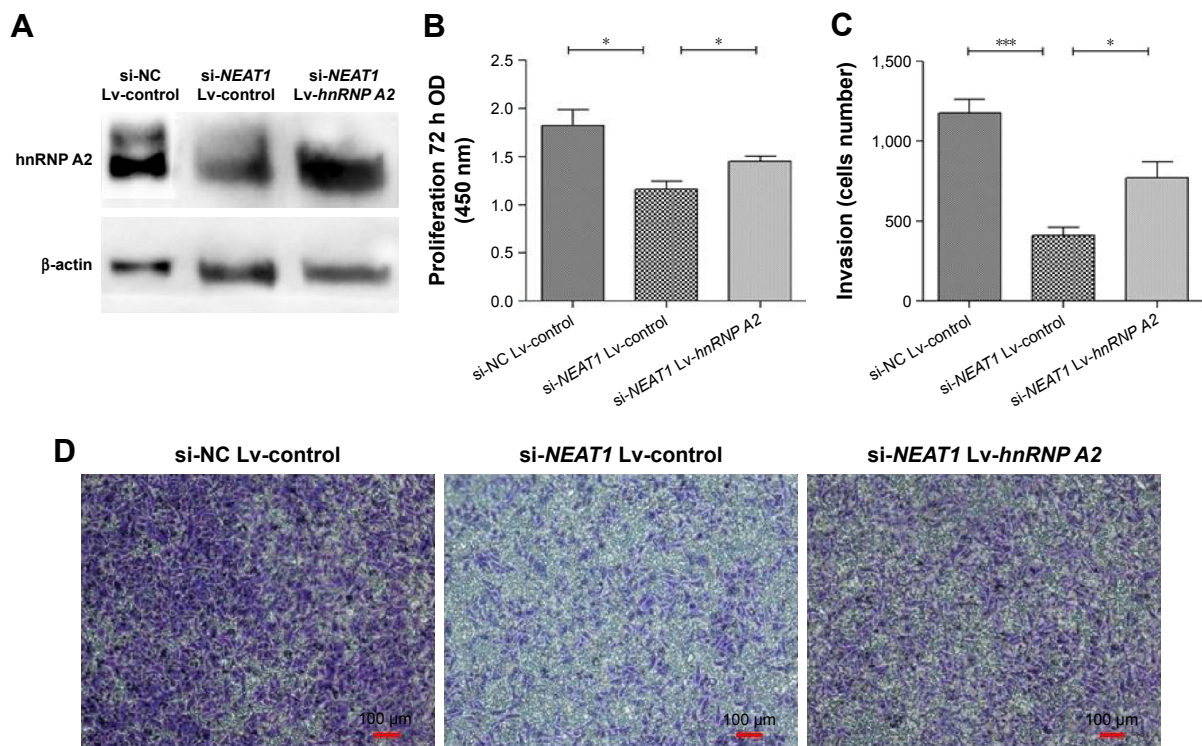 A
si-NC
Lv-control
si-NEAT1
Lv-control
si-NEAT1
Lv-hnRNP A2
hnRNP A2
β-actin
B
Proliferation 72 h OD
(450 nm)
2.5
2.0
1.5
1.0
0.5
0.0
*
*
si-NC Lv-control
si-NEAT1 Lv-control
si-NEAT1 Lv-hnRNP A2
C
Invasion (cells number)
1,500
1,000
500
0
***
*
si-NC Lv-control
si-NEAT1 Lv-control
si-NEAT1 Lv-hnRNP A2
D
si-NC Lv-control
si-NEAT1 Lv-control
si-NEAT1 Lv-hnRNP A2
100 µm
100 µm
100 µm